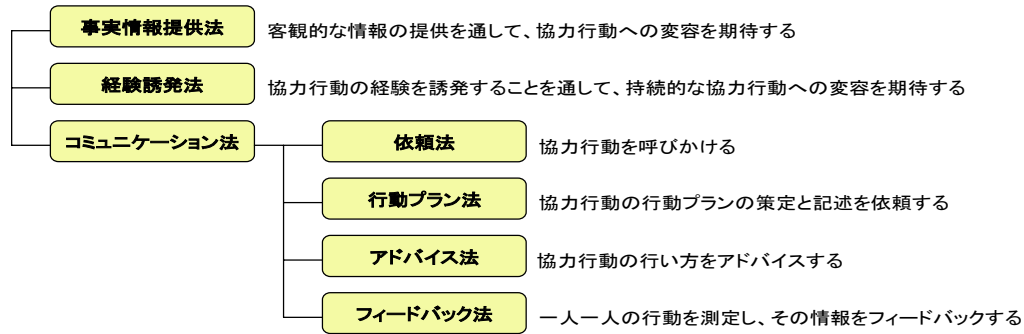 事実情報提供法 客観的な情報の提供を通して、協力行動への変容を期待する
経験誘発法 協力行動の経験を誘発することを通して、持続的な協力行動への変容を期待する
コミュニケーション法 依頼法 協力行動を呼びかける
行動プラン法 協力行動の行動プランの策定と記述を依頼する
アドバイス法 協力行動の行い方をアドバイスする
フィードバック法 一人一人の行動を測定し、その情報をフィードバックする